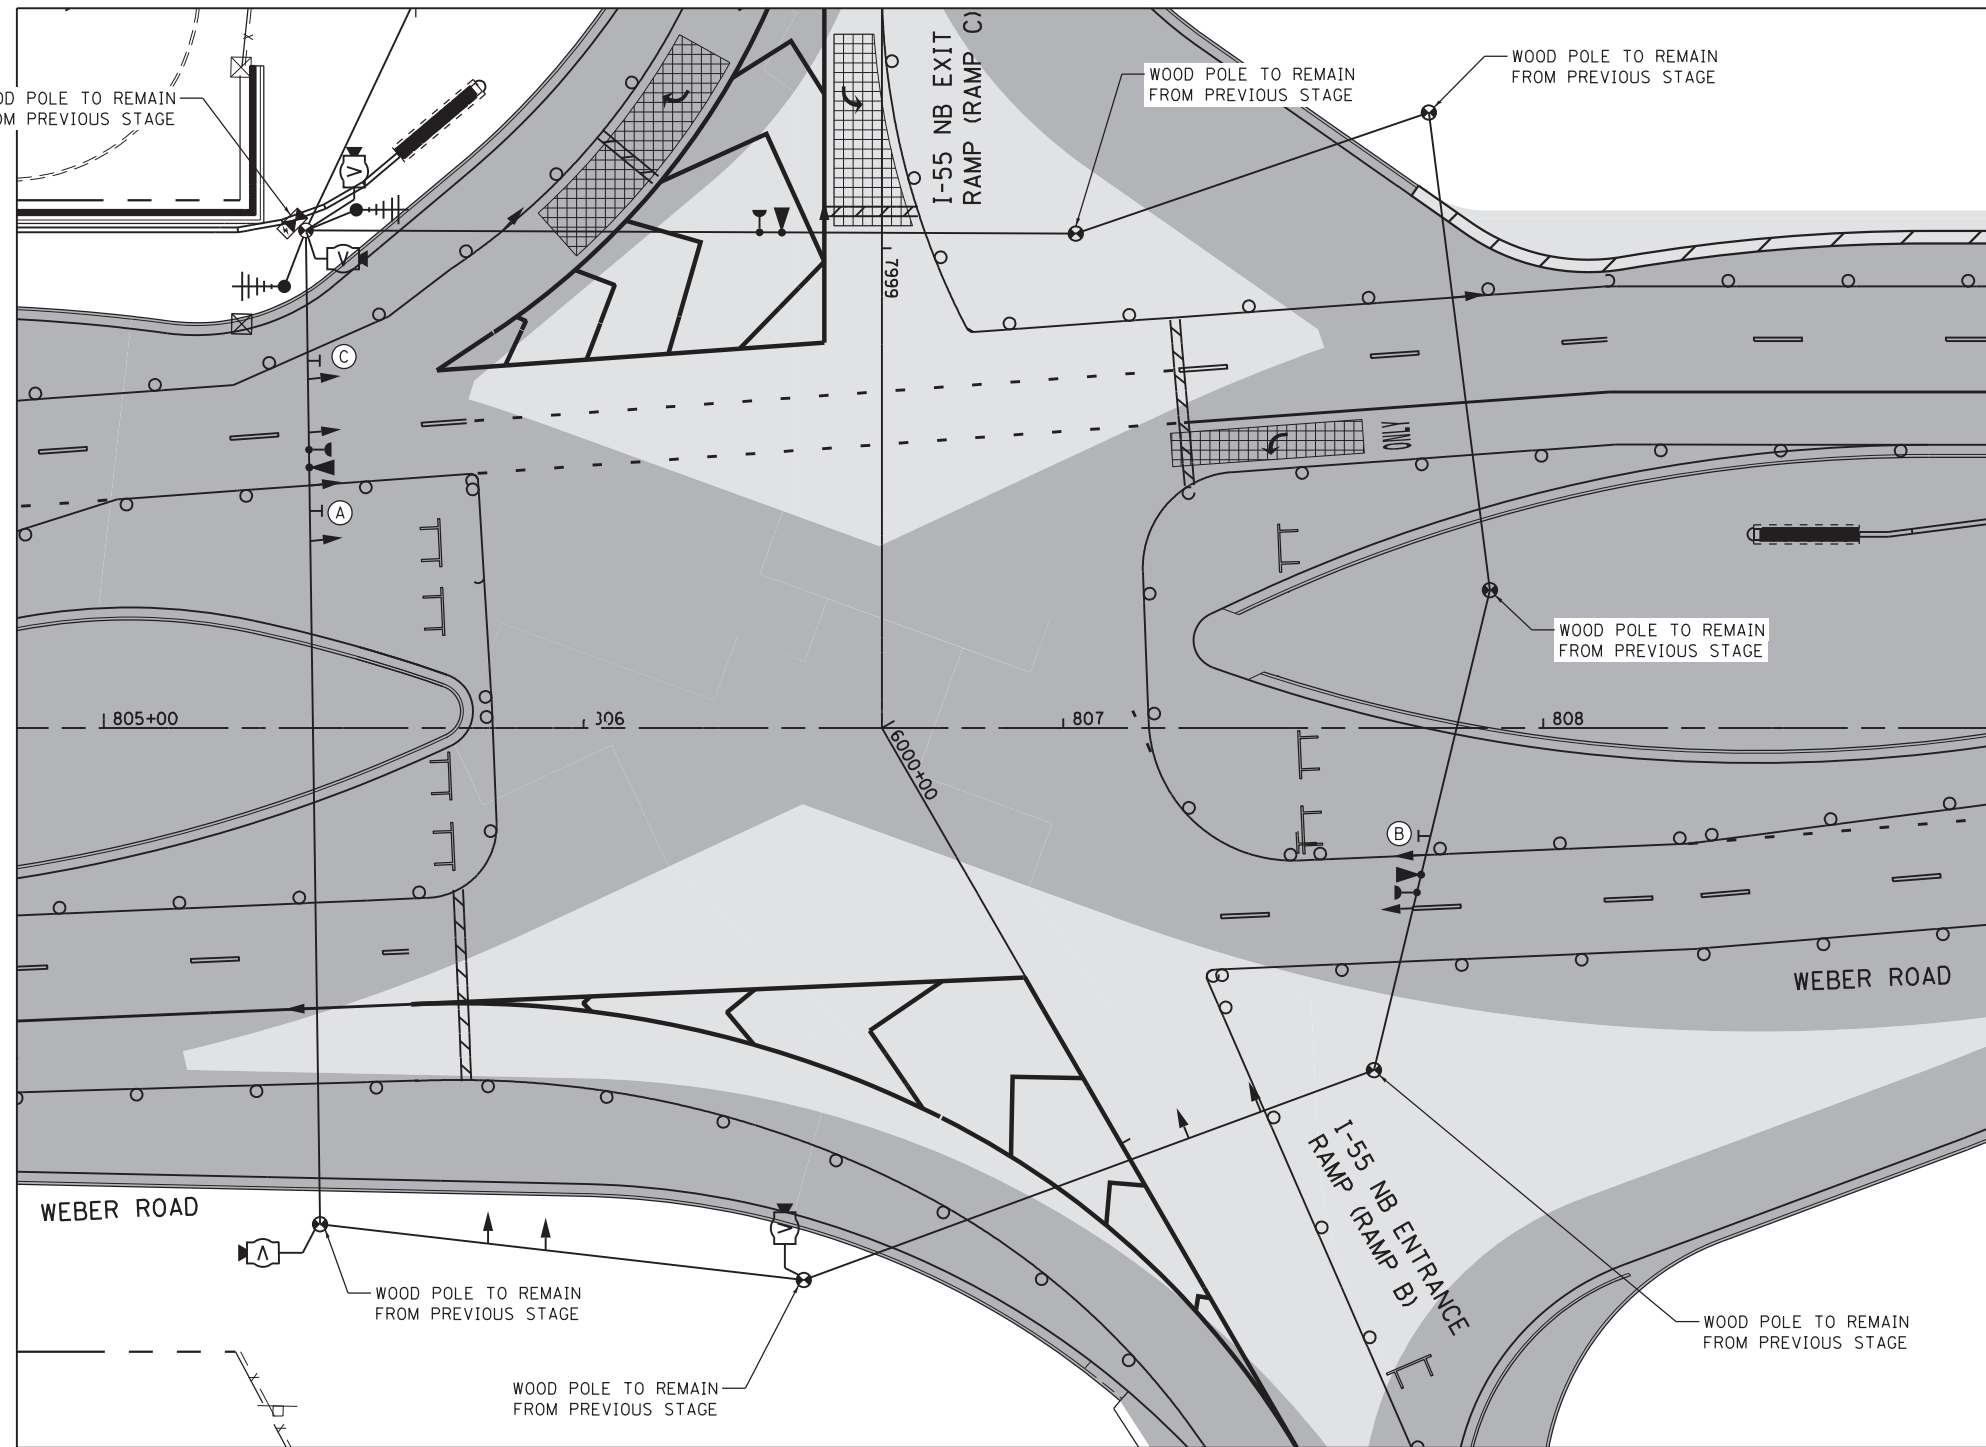 I-55 NB EXIT
RAMP (RAMP C)
WOOD POLE TO REMAIN
FROM PREVIOUS STAGE
WOOD POLE TO REMAIN
FROM PREVIOUS STAGE
OD POLE TO REMAIN
OM PREVIOUS STAGE
V
V
7999
C
ONLY
A
WOOD POLE TO REMAIN
FROM PREVIOUS STAGE
805+00
306
807
808
6000+00
B
WEBER ROAD
I-55 NB ENTRANCE
RAMP (RAMP B)
WEBER ROAD
V
V
WOOD POLE TO REMAIN
FROM PREVIOUS STAGE
WOOD POLE TO REMAIN
FROM PREVIOUS STAGE
WOOD POLE TO REMAIN
FROM PREVIOUS STAGE